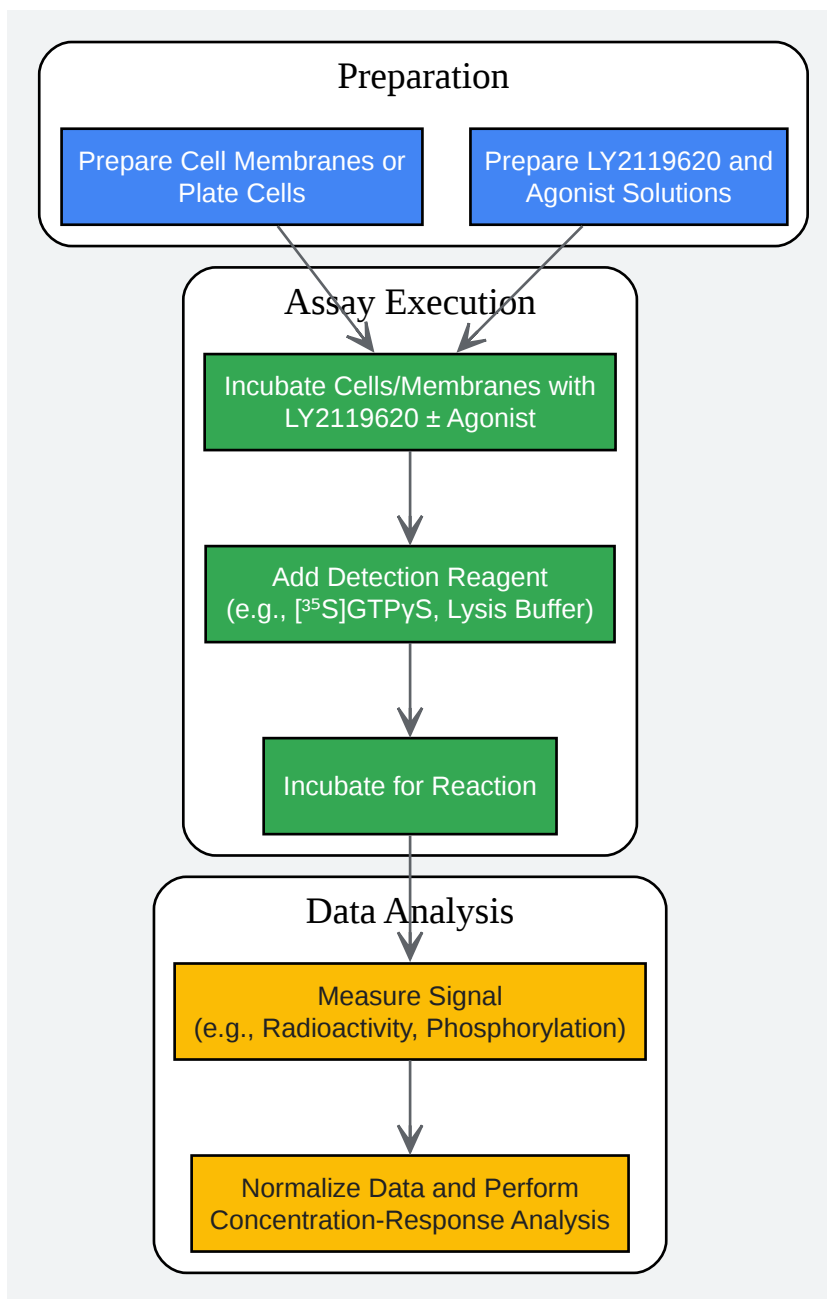 Preparation
Prepare Cell Membranes or
Plate Cells
Prepare LY2119620 and
Agonist Solutions
Assay Execution
Incubate Cells/Membranes with
LY2119620 ± Agonist
Add Detection Reagent
(e.g., [³⁵S]GTPγS, Lysis Buffer)
Incubate for Reaction
Data Analysis
Measure Signal
(e.g., Radioactivity, Phosphorylation)
Normalize Data and Perform
Concentration-Response Analysis